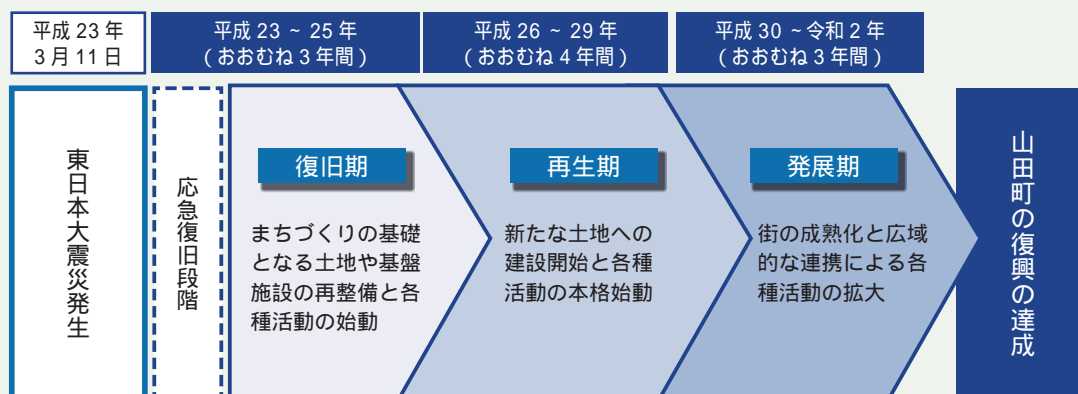 平成 23 年
3 月 11 日
平成 23 ~ 25 年
(おおむね 3 年間)
平成 26 ~ 29 年
(おおむね 4 年間)
平成 30 ~令和 2 年
(おおむね 3 年間)
東日本大震災発生
応急復旧段階
復旧期
まちづくりの基礎
となる土地や基盤
施設の再整備と各
種活動の始動
再生期
新たな土地への
建設開始と各種
活動の本格始動
発展期
街の成熟化と広域
的な連携による各
種活動の拡大
山田町の復興の達成